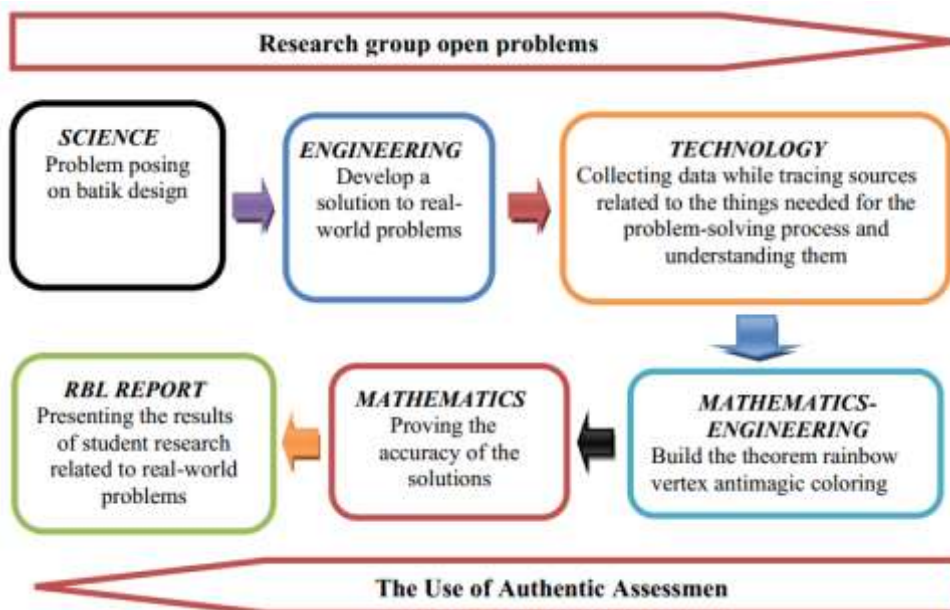 Research group open problems
SCIENCE
Problem posing
on batik design
ENGINEERING
Develop a
solution to real-
world problems
TECHNOLOGY
Collecting data while tracing sources
related to the things needed for the
problem-solving process and
understanding them
MATHEMATICS-
ENGINEERING
Build the theorem rainbow
vertex antimagic coloring
MATHEMATICS
Proving the
accuracy of the
solutions
RBL REPORT
Presenting the results
of student research
related to real-world
problems
The Use of Authentic Assessmen